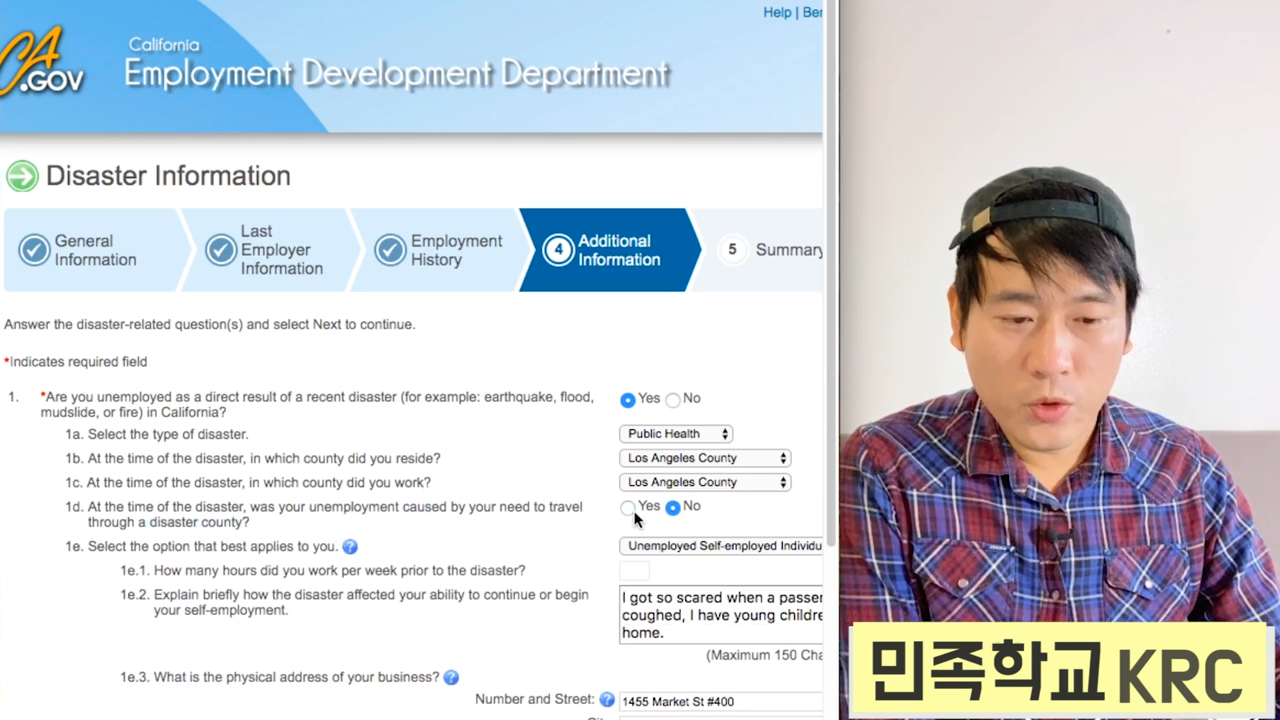 Help | Ben
CA
.GOV
California
Employment Development Department
Disaster Information
General
Information
Last
Employer
Information
Employment
History
4
Additional
Information
5
Summary
Answer the disaster-related question(s) and select Next to continue.
*Indicates required field
1. *Are you unemployed as a direct result of a recent disaster (for example: earthquake, flood,
mudslide, or fire) in California?
Yes No
1a. Select the type of disaster.
Public Health
1b. At the time of the disaster, in which county did you reside?
Los Angeles County
1c. At the time of the disaster, in which county did you work?
Los Angeles County
1d. At the time of the disaster, was your unemployment caused by your need to travel
through a disaster county?
Yes No
1e. Select the option that best applies to you. ?
Unemployed Self-employed Individu
1e.1. How many hours did you work per week prior to the disaster?
1e.2. Explain briefly how the disaster affected your ability to continue or begin
your self-employment.
I got so scared when a passen
coughed, I have young childre
home.
(Maximum 150 Cha
1e.3. What is the physical address of your business? ?
Number and Street: ? 1455 Market St #400
민족학교 KRC